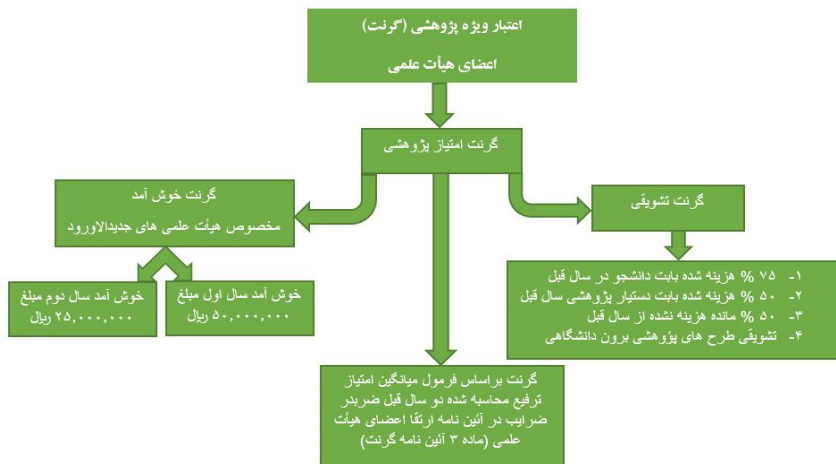 اعتبار ویژه پژوهشی (گرنت)
اعضای هیأت علمی
گرنت امتیاز پژوهشی
گرنت تشویقی
۱- ۷۵ % هزینه شده بابت دانشجو در سال قبل
۲- ۵۰ % هزینه شده بابت دستیار پژوهشی سال قبل
۳- ۵۰ % مانده هزینه نشده از سال قبل
۴- تشویقی طرح های پؤوهشی برون دانشگاهی
گرنت خوش آمد
مخصوص هیأت علمی های جدیدالاورود
خوش آمد سال اول مبلغ
۵۰,۰۰۰,۰۰۰ ریال
خوش آمد سال دوم مبلغ
۲۵,۰۰۰,۰۰۰ ریال
گرنت براساس فرمول میانگین امتیاز
ترفیع محاسبه شده دو سال قبل ضربدر
ضرایب در آئین نامه ارتقا اعضای هیأت
علمی (ماده ۳ آئین نامه گرنت)